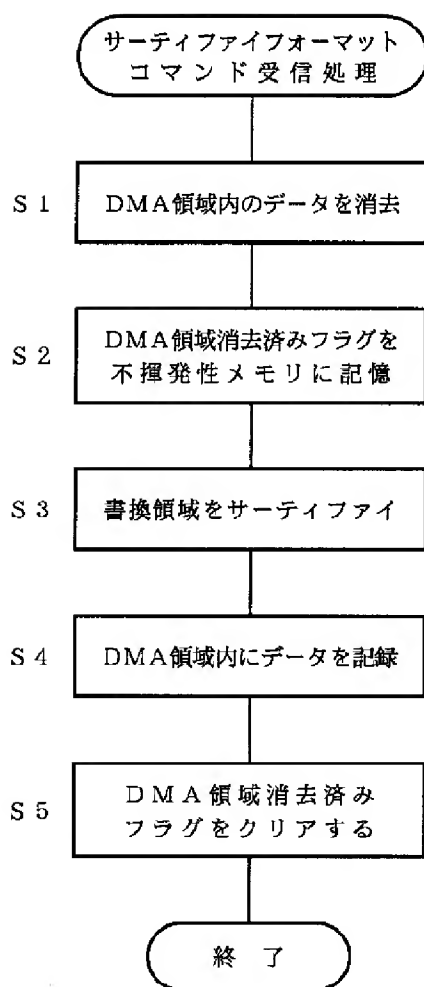 サーティファイフォーマット
コマンド受信処理
S1
DMA領域内のデータを消去
S2
DMA領域消去済みフラグを
不揮発性メモリに記憶
S3
書換領域をサーティファイ
S4
DMA領域内にデータを記録
S5
DMA領域消去済み
フラグをクリアする
終了